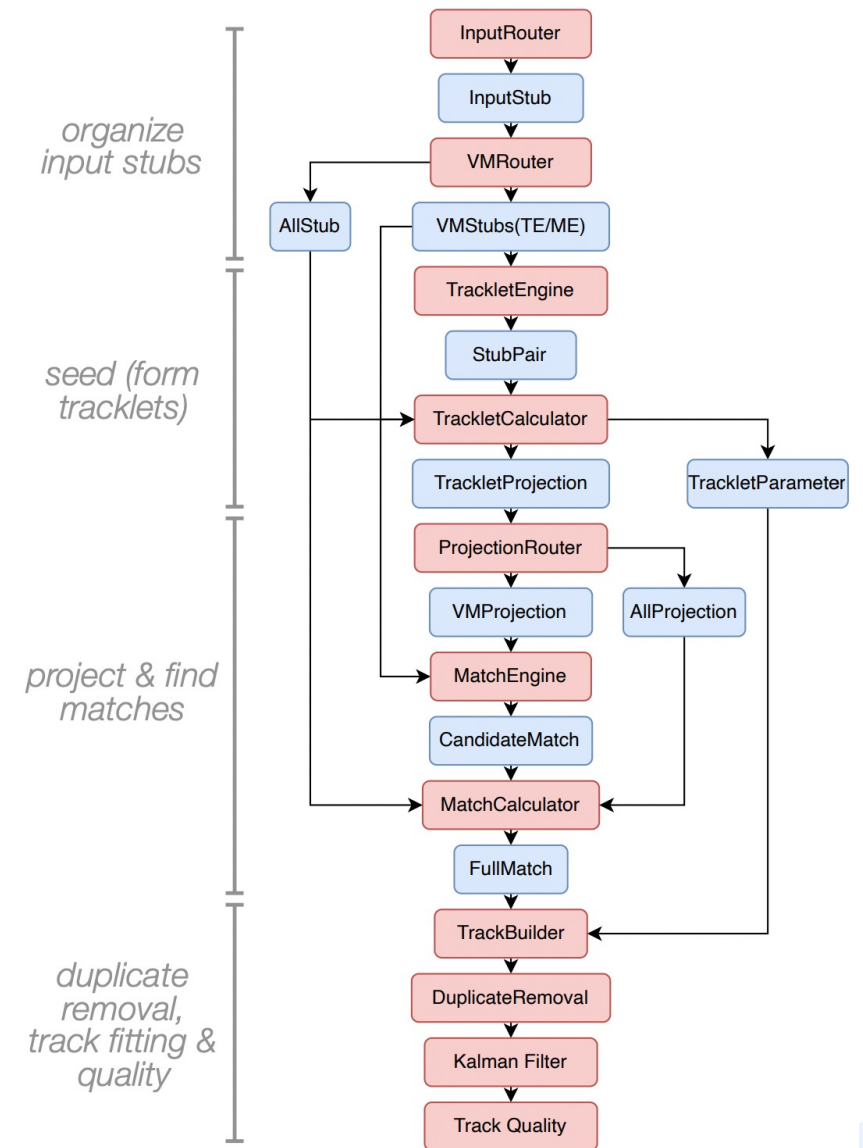 InputRouter
InputStub
organize
input stubs
VMRouter
AllStub
VMStubs(TE/ME)
TrackletEngine
StubPair
seed (form
tracklets)
TrackletCalculator
TrackletProjection
TrackletParameter
ProjectionRouter
VMProjection
AllProjection
project & find
matches
MatchEngine
CandidateMatch
MatchCalculator
FullMatch
TrackBuilder
duplicate
removal,
track fitting &
quality
DuplicateRemoval
Kalman Filter
Track Quality